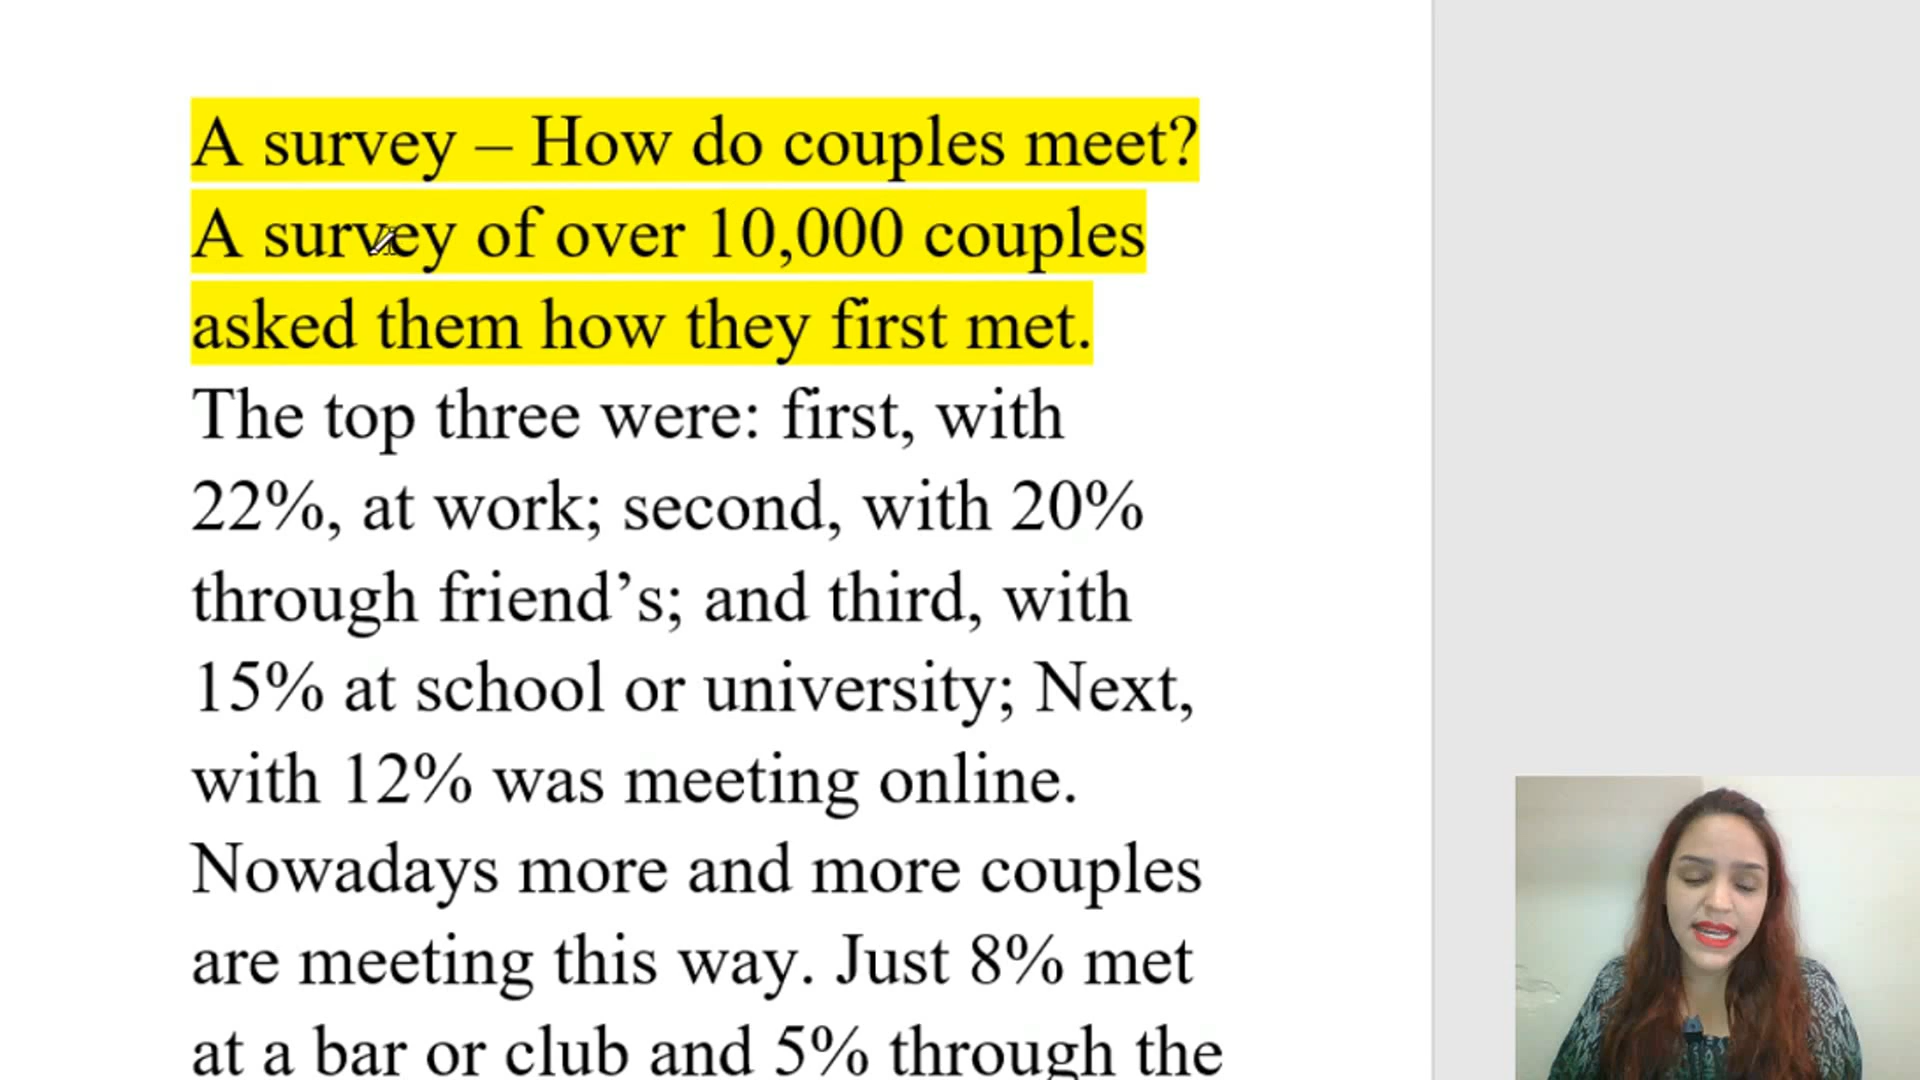 A survey – How do couples meet?
A survey of over 10,000 couples
asked them how they first met.
The top three were: first, with
22%, at work; second, with 20%
through friend’s; and third, with
15% at school or university; Next,
with 12% was meeting online.
Nowadays more and more couples
are meeting this way. Just 8% met
at a bar or club and 5% through the